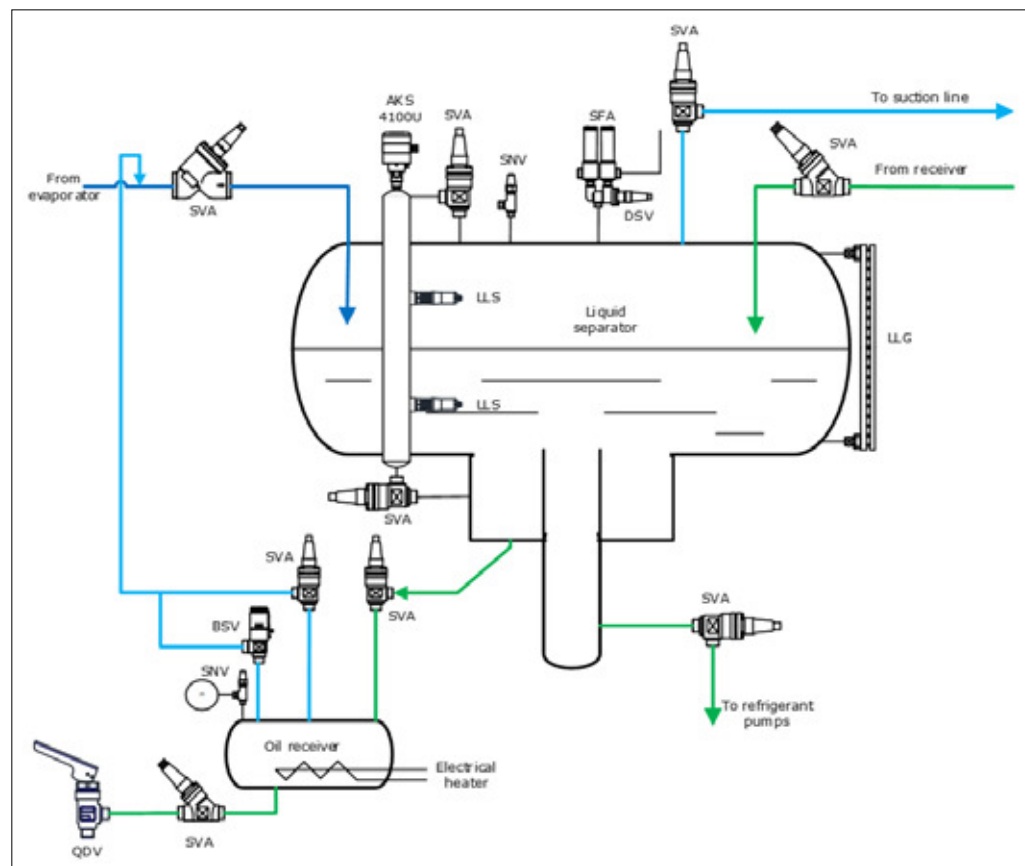 SVA
AKS
4100U
SVA
SFA
To suction line
SNV
SVA
From
evaporator
From receiver
SVA
DSV
LLS
Liquid
separator
LLG
LLS
SVA
SVA
SVA
SVA
BSV
SNV
To refrigerant
pumps
Oil receiver
Electrical
heater
SVA
QDV